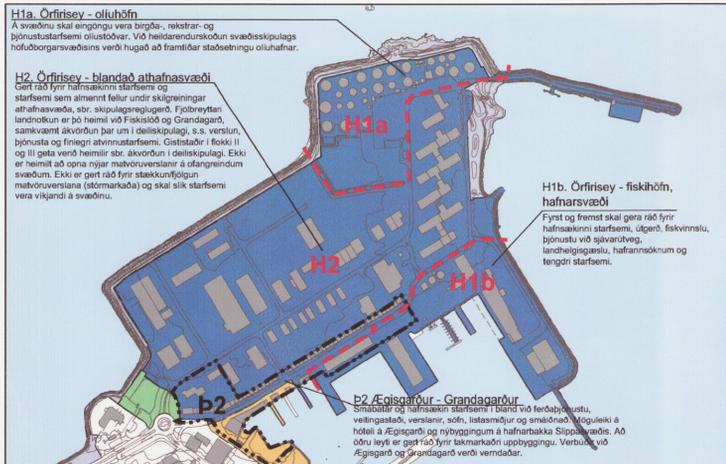 H1a. Örfirisey - olíuhöfn
Á svæðinu skal eingöngu vera birgða-, rekstrar- og
þjónustustarfsemi olíustöðvar. Við heildarendurskoðun svæðisskipulags
höfuðborgarsvæðisins verði hugað að framtíðar staðsetningu olíuhafnar.
H2. Örfirisey - blandað athafnasvæði
Gert ráð fyrir hafnsækinni starfsemi og
starfsemi sem almennt fellur undir skilgreiningar
athafnasvæða, sbr. skipulagsreglugerð. Fjölbreyttari
landnotkun er þó heimil við Fiskislóð og Grandagarð,
samkvæmt ákvörðun þar um í deiliskipulagi, s.s. verslun,
þjónusta og fínlegri atvinnustarfsemi. Gististaðir í flokki II
og III geta verið heimilir sbr. ákvörðun í deiliskipulagi. Ekki
er heimilt að opna nýjar matvöruverslanir á ofangreindum
svæðum. Ekki er gert ráð fyrir stækkun/fjölgun
matvöruverslana (stórmarkaða) og skal slík starfsemi
vera víkjandi á svæðinu.
H1a
H1b. Örfirisey - fiskihöfn,
hafnarsvæði
Fyrst og fremst skal gera ráð fyrir
hafnsækinni starfsemi, útgerð, fiskvinnslu,
þjónustu við sjávarútveg,
landhelgisgæslu, hafrannsóknum og
tengdri starfsemi.
H2
H1b
Þ2
Þ2 Ægisgarður - Grandagarður
Smábátar og hafnsækin starfsemi í bland við ferðaþjónustu,
veitingastaði, verslanir, söfn, listasmiðjur og smáiðnað. Möguleiki á
hóteli á Ægisgarði og nýbyggingum á hafnarbakka Slippasvæðis. Að
öðru leyti er gert ráð fyrir takmarkaðri uppbyggingu. Verbúðir við
Ægisgarð og Grandagarð verði verndaðar.